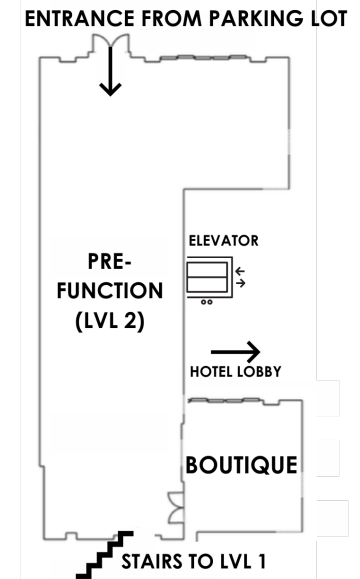 ENTRANCE FROM PARKING LOT
ELEVATOR
PRE-
FUNCTION
(LVL 2)
HOTEL LOBBY
BOUTIQUE
STAIRS TO LVL 1